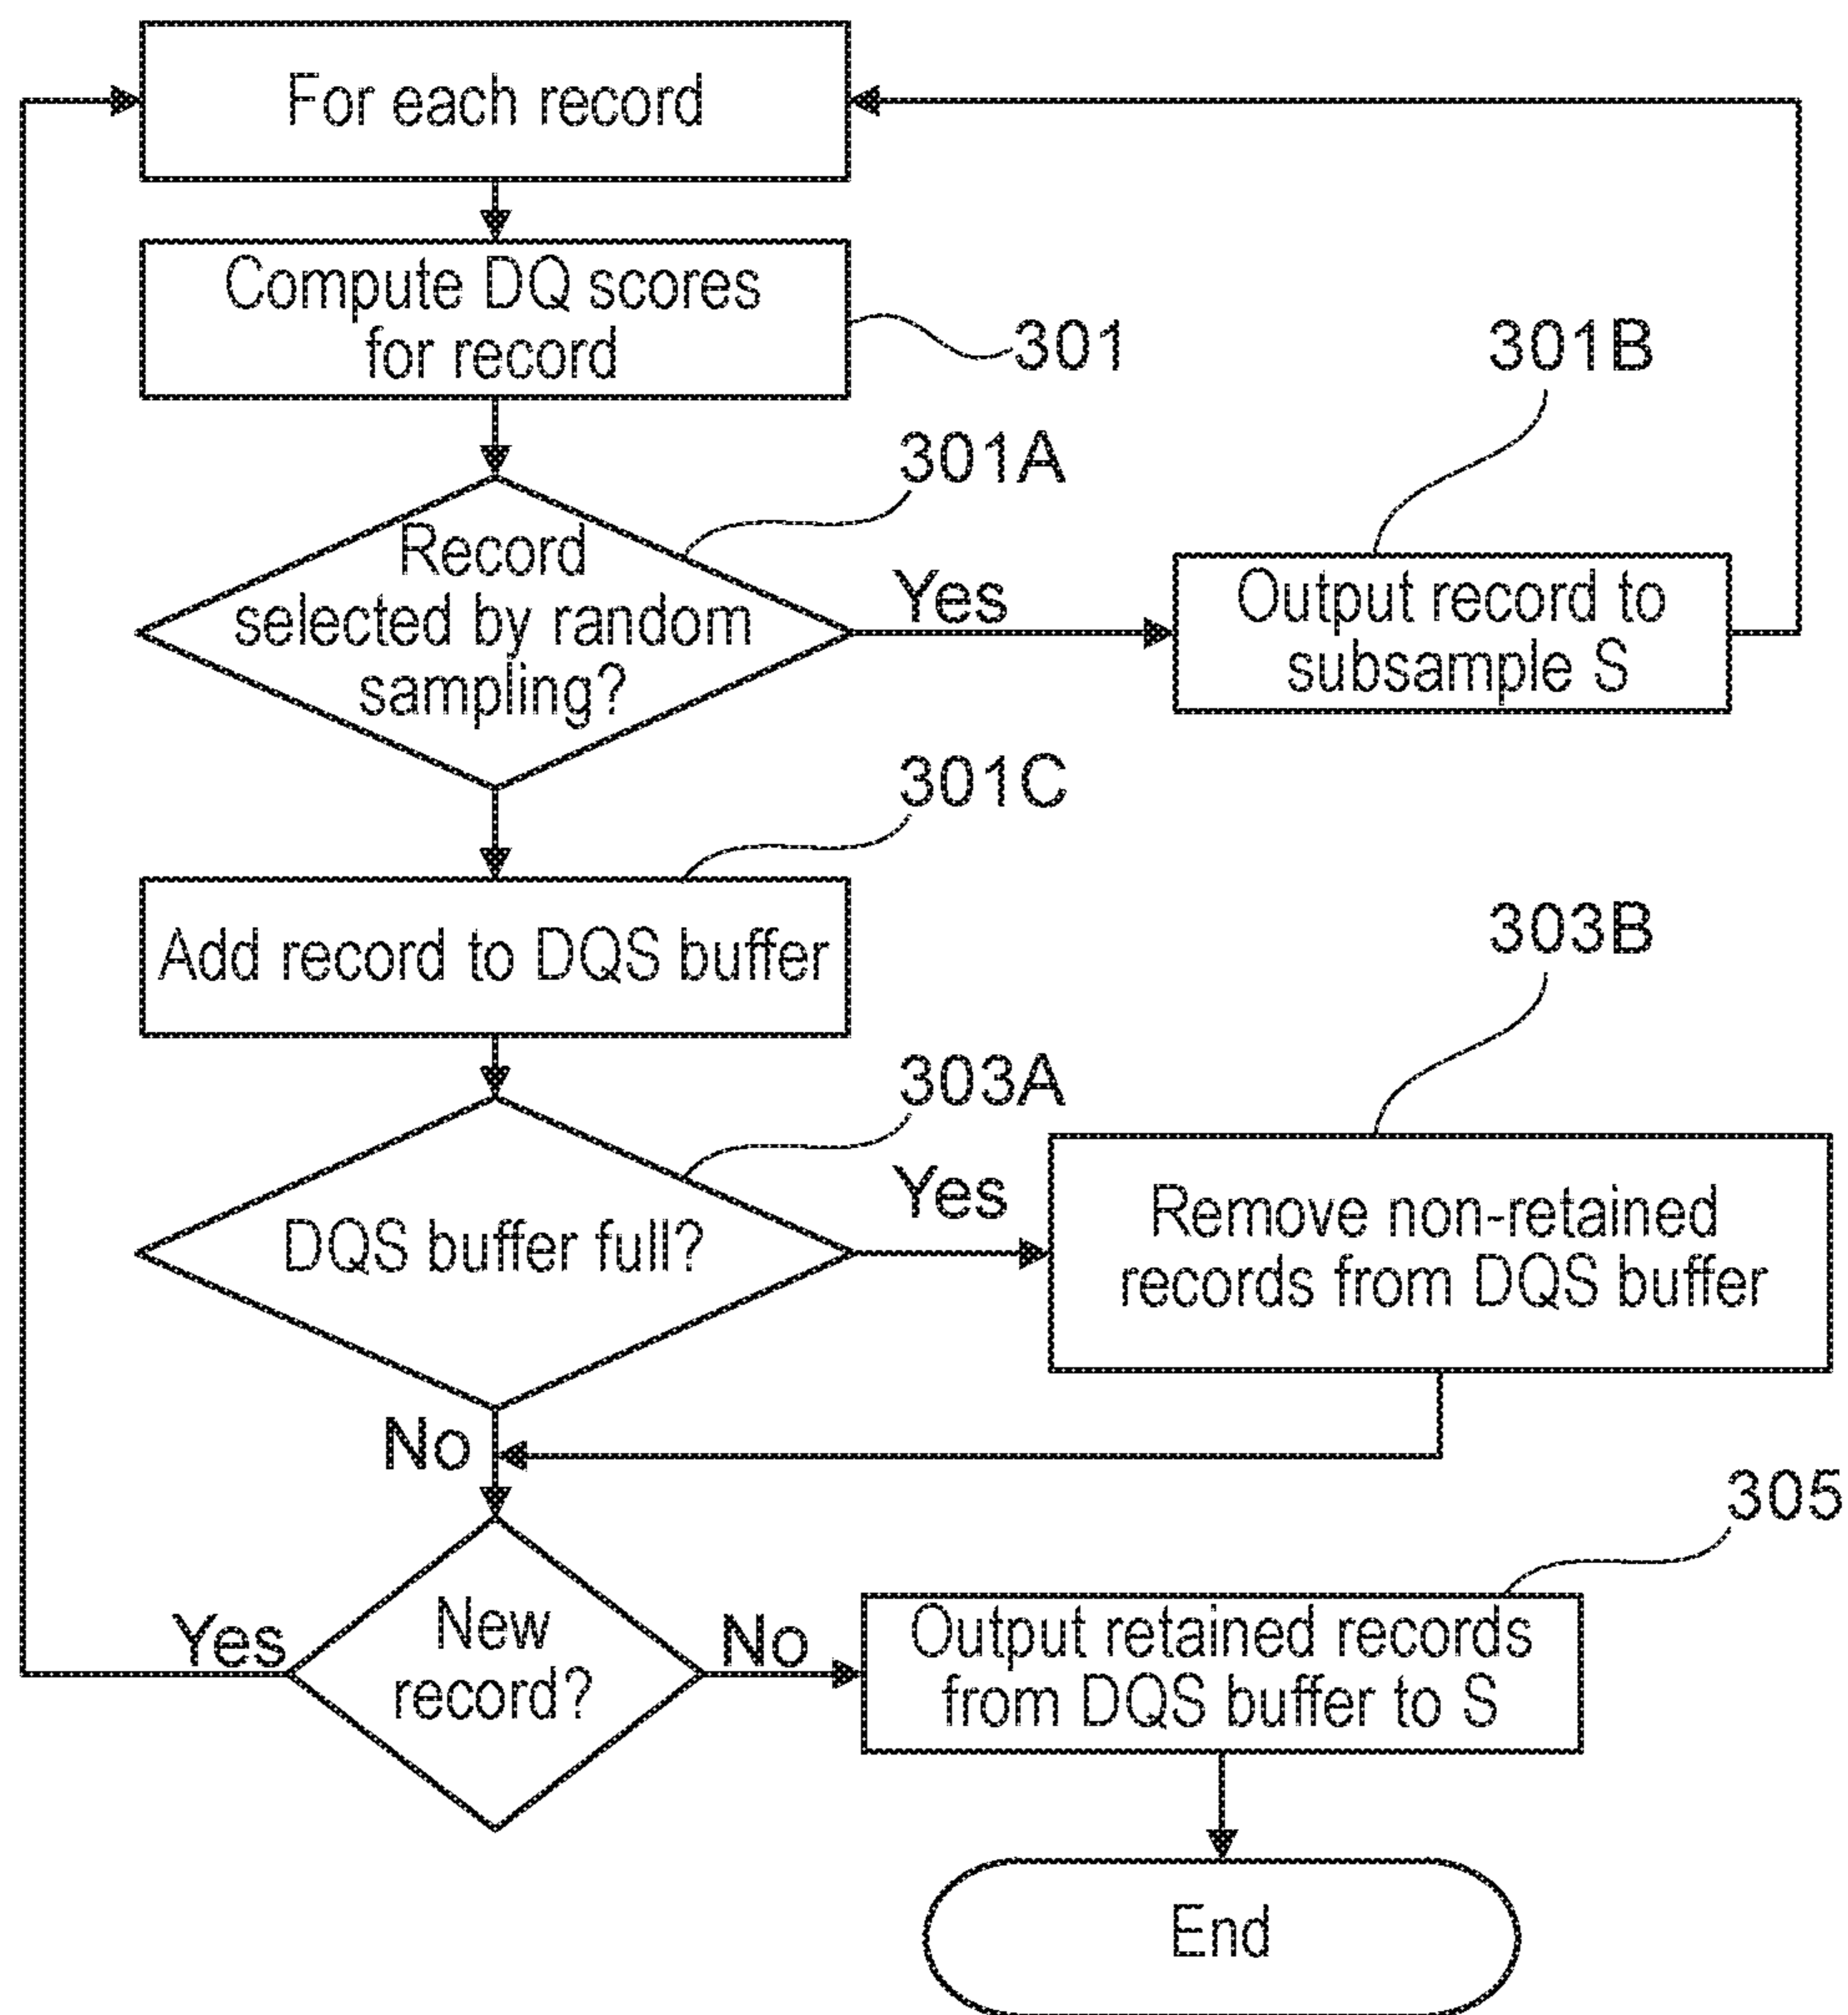 For each record
Compute DQ scores
for record
301
301A
Record
selected by random
sampling?
Yes
301B
Output record to
subsample S
301C
Add record to DQS buffer
303A
DQS buffer full?
Yes
303B
Remove non-retained
records from DQS buffer
No
New
record?
Yes
No
305
Output retained records
from DQS buffer to S
End